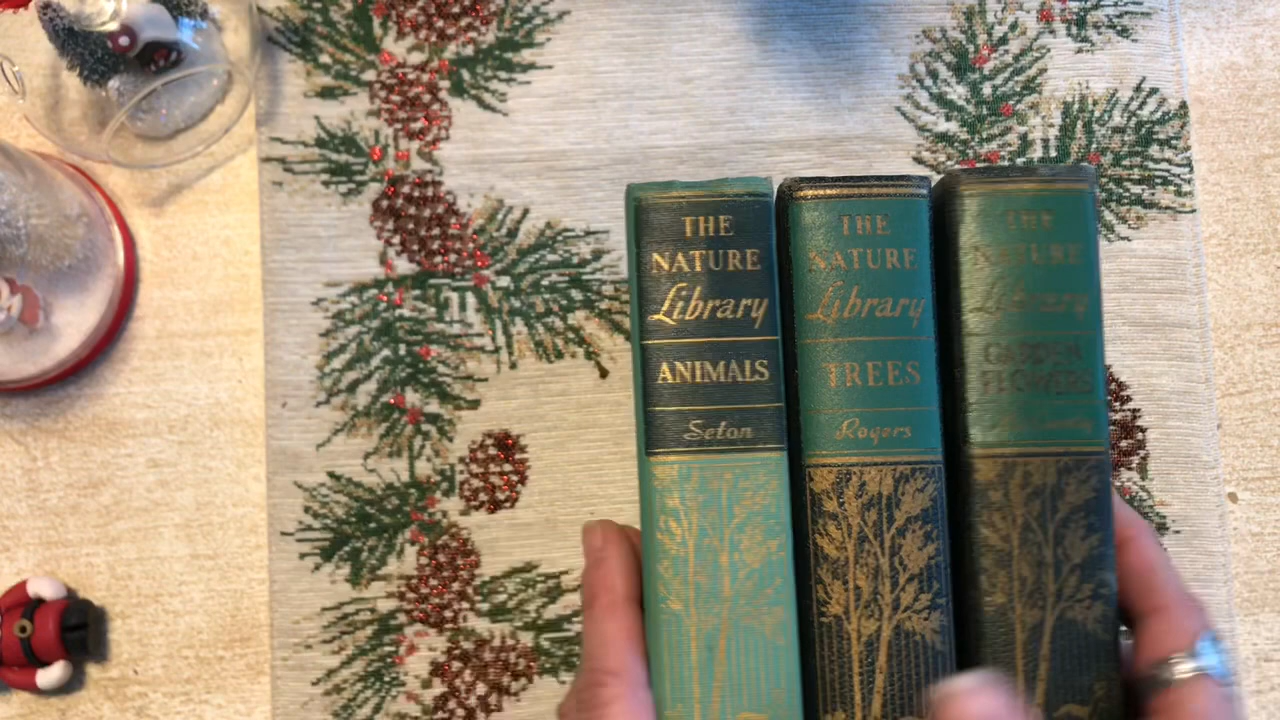 THE
NATURE
Library
ANIMALS
Seton
THE
NATURE
Library
TREES
Rogers
THE
NATURE
Library
GARDEN
FLOWERS